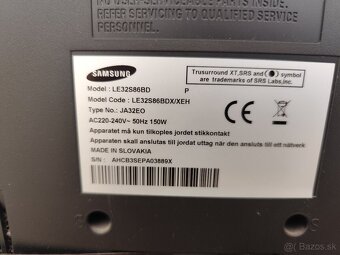 REFER SERVICING TO QUALIFIED SERVICE
PERSONNEL.
SAMSUNG
Model : LE32S86BD P
Model Code : LE32S86BDX/XEH
Type No. : JA32EO
AC220-240V~ 50Hz 150W
Trusurround XT, SRS and (●) symbol
are trademarks of SRS Labs, Inc.
CE
Apparatet må kun tilkoples jordet stikkontakt
Apparaten skall anslutas till jordat uttag när den ansluts till ett nätverk
MADE IN SLOVAKIA
S/N : AHCB3SEPA03889X
Bazos.sk